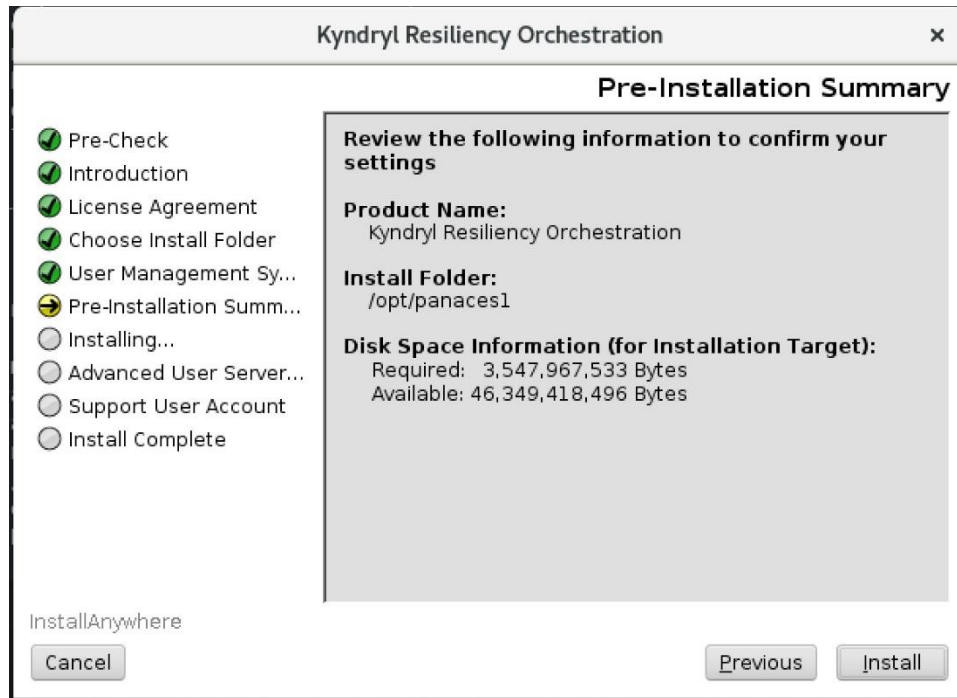 Kyndryl Resiliency Orchestration
×
Pre-Installation Summary
Pre-Check
Introduction
License Agreement
Choose Install Folder
User Management Sy...
Pre-Installation Summ...
Installing...
Advanced User Server...
Support User Account
Install Complete
Review the following information to confirm your
settings
Product Name:
Kyndryl Resiliency Orchestration
Install Folder:
/opt/panaces1
Disk Space Information (for Installation Target):
Required: 3,547,967,533 Bytes
Available: 46,349,418,496 Bytes
InstallAnywhere
Cancel
Previous
Install